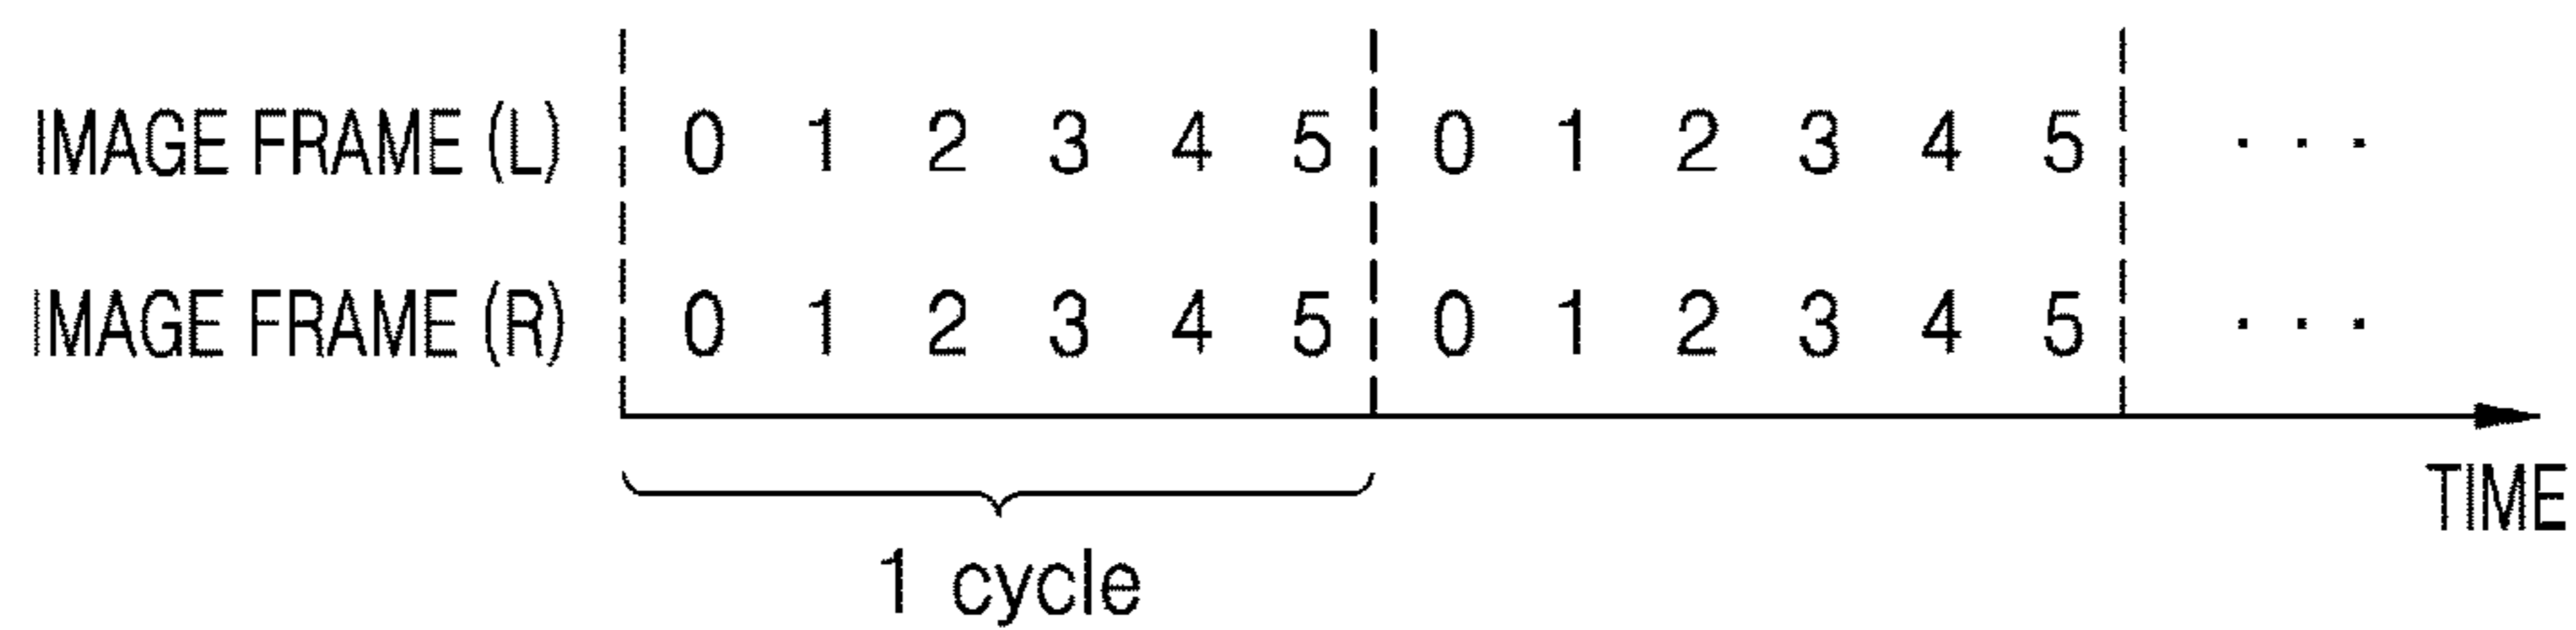 IMAGE FRAME (L) 0 1 2 3 4 5 0 1 2 3 4 5 . . .
IMAGE FRAME (R) 0 1 2 3 4 5 0 1 2 3 4 5 . . .
TIME
1 cycle